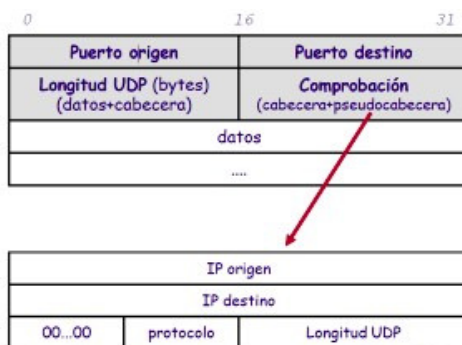 0 16 31
Puerto origen Puerto destino
Longitud UDP (bytes) Comprobación
(datos+cabecera) (cabecera+pseudocabecera)
datos
....
IP origen
IP destino
00...00 protocolo Longitud UDP